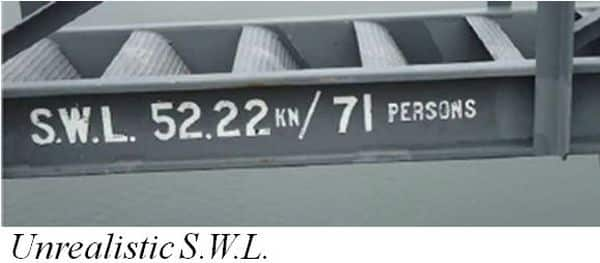 S.W.L. 52.22 KN/ 71 PERSONS
Unrealistic S.W.L.